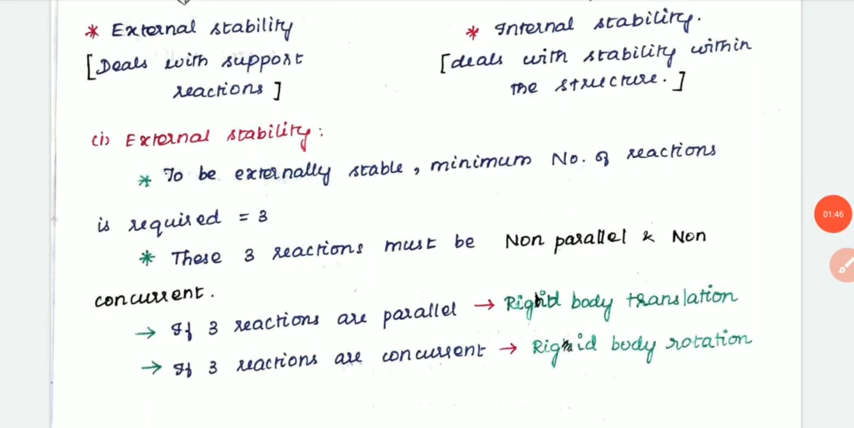 * External stability
[Deals with support
reactions]
* Internal stability.
[deals with stability within
the structure.]
(i) External stability:
* To be externally stable, minimum No. of reactions
is required = 3
* These 3 reactions must be Non parallel & Non
concurrent.
→ If 3 reactions are parallel → Rigid body translation
→ If 3 reactions are concurrent → Rigid body rotation
01:46